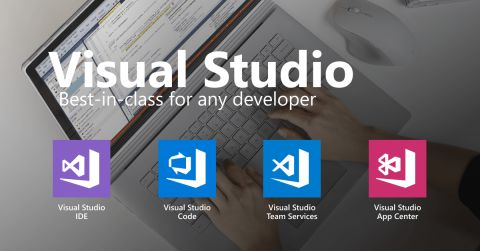 Visual Studio
Best-in-class for any developer
Visual Studio
IDE
Visual Studio
Code
Visual Studio
Team Services
Visual Studio
App Center